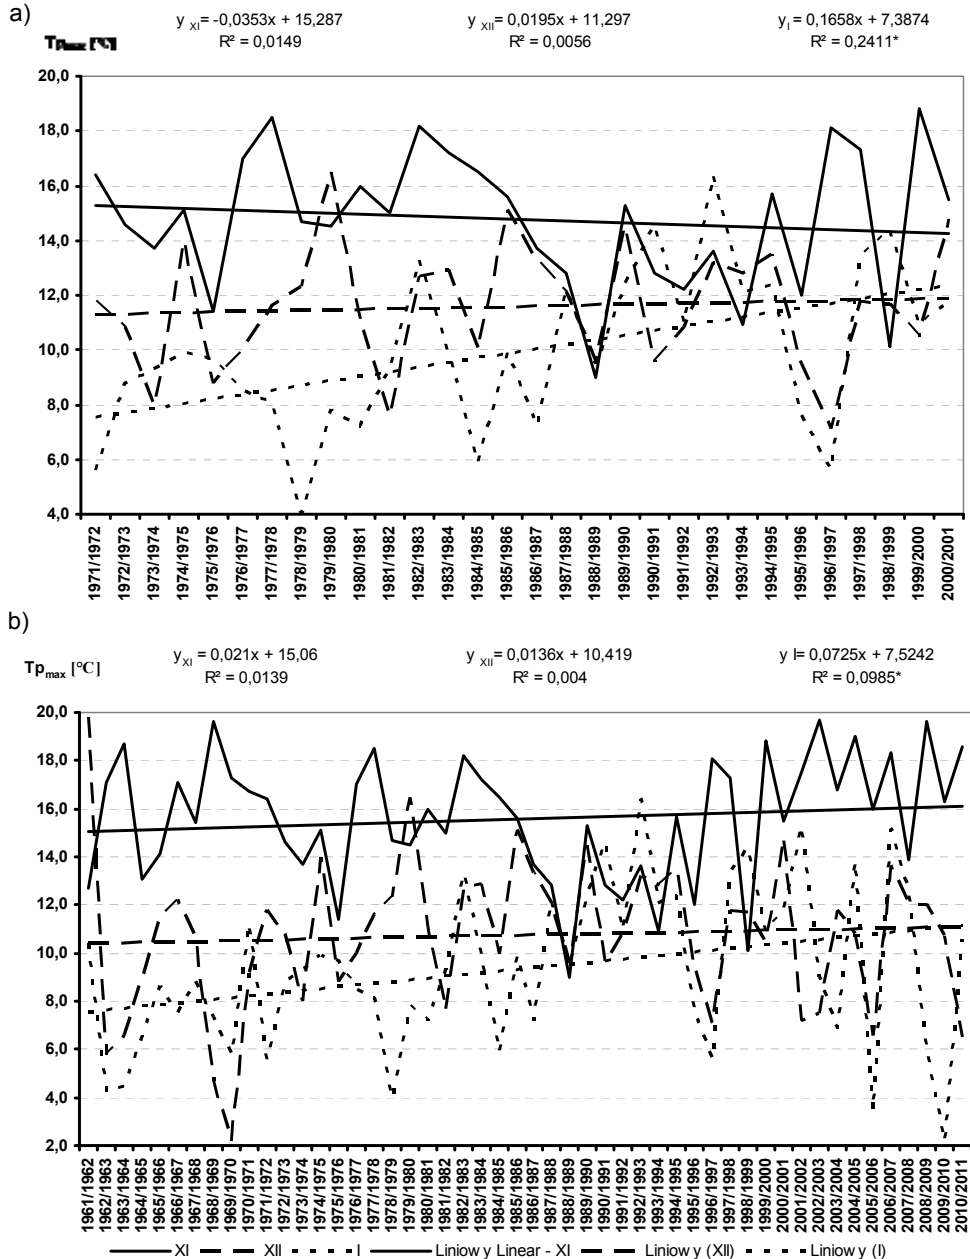 a)
y XI = -0,0353x + 15,287 y XII = 0,0195x + 11,297 y I = 0,1658x + 7,3874
R² = 0,0149 R² = 0,0056 R² = 0,2411*
20,0
18,0
16,0
14,0
12,0
10,0
8,0
6,0
4,0
1971/1972 1972/1973 1973/1974 1974/1975 1975/1976 1976/1977 1977/1978 1978/1979 1979/1980 1980/1981 1981/1982 1982/1983 1983/1984 1984/1985 1985/1986 1986/1987 1987/1988 1988/1989 1989/1990 1990/1991 1991/1992 1992/1993 1993/1994 1994/1995 1995/1996 1996/1997 1997/1998 1998/1999 1999/2000 2000/2001
b)
y XI = 0,021x + 15,06 y XII = 0,0136x + 10,419 y I= 0,0725x + 7,5242
Tp max [°C] R² = 0,0139 R² = 0,004 R² = 0,0985*
20,0
18,0
16,0
14,0
12,0
10,0
8,0
6,0
4,0
2,0
1961/1962 1962/1963 1963/1964 1964/1965 1965/1966 1966/1967 1967/1968 1968/1969 1969/1970 1970/1971 1971/1972 1972/1973 1973/1974 1974/1975 1975/1976 1976/1977 1977/1978 1978/1979 1979/1980 1980/1981 1981/1982 1982/1983 1983/1984 1984/1985 1985/1986 1986/1987 1987/1988 1988/1989 1989/1990 1990/1991 1991/1992 1992/1993 1993/1994 1994/1995 1995/1996 1996/1997 1997/1998 1998/1999 1999/2000 2000/2001 2001/2002 2002/2003 2003/2004 2004/2005 2005/2006 2006/2007 2007/2008 2008/2009 2009/2010 2010/2011
XI XII I Liniowy Linear - XI Liniowy (XII) Liniowy (I)